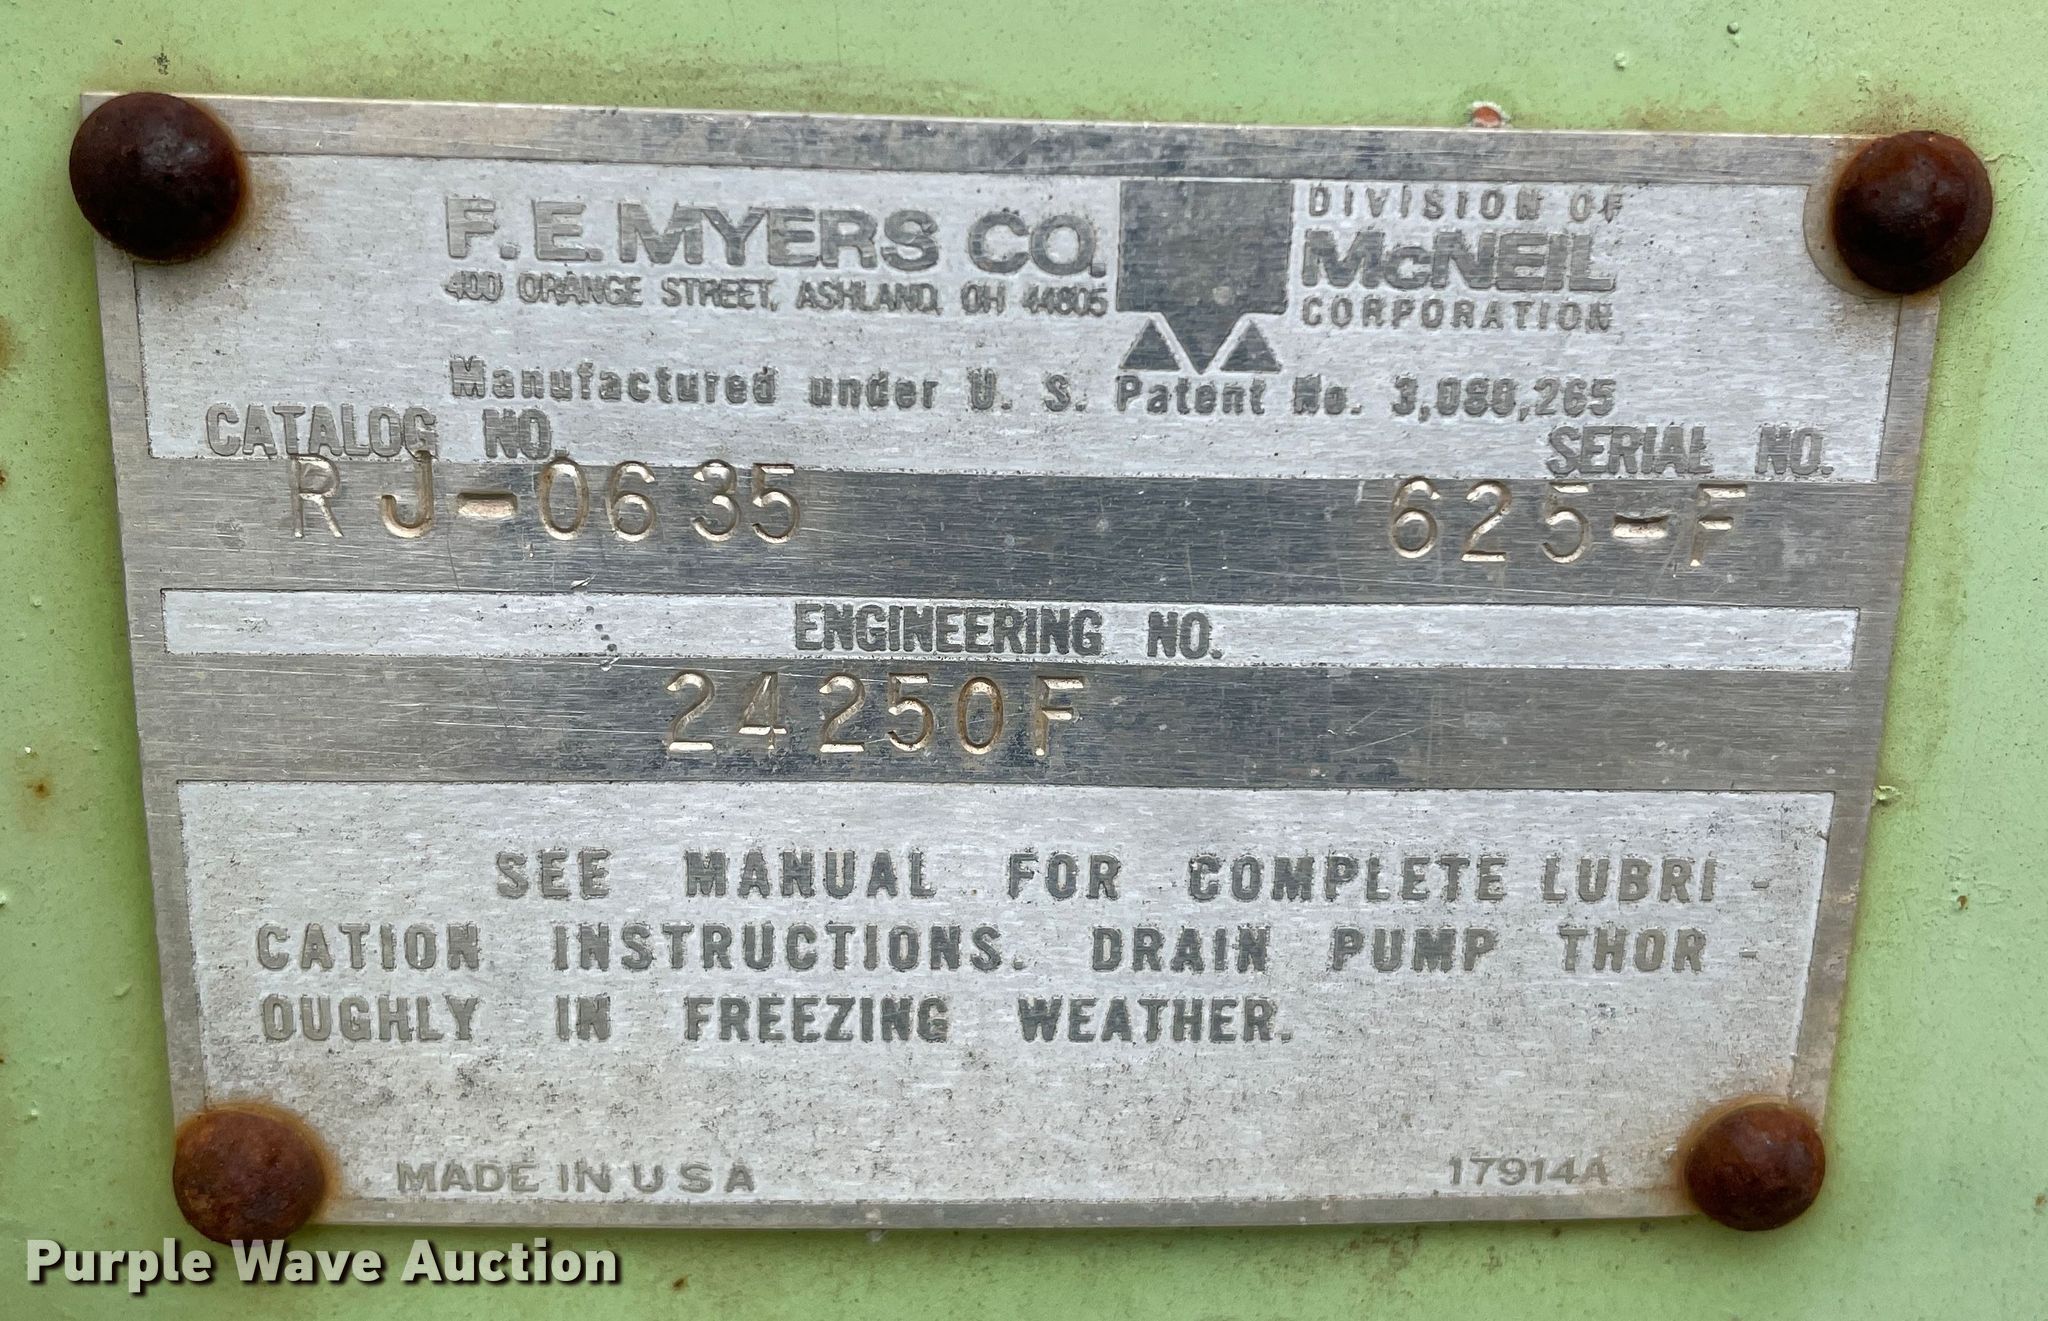 F. E. MYERS CO.
400 ORANGE STREET, ASHLAND, OH 44805
DIVISION OF
McNEIL
CORPORATION
Manufactured under U. S. Patent No. 3,080,265
CATALOG NO.
SERIAL NO.
RJ-0635
625-F
ENGINEERING NO.
24250F
SEE MANUAL FOR COMPLETE LUBRI-
CATION INSTRUCTIONS. DRAIN PUMP THOR-
OUGHLY IN FREEZING WEATHER.
MADE IN U S A
17914A
Purple Wave Auction